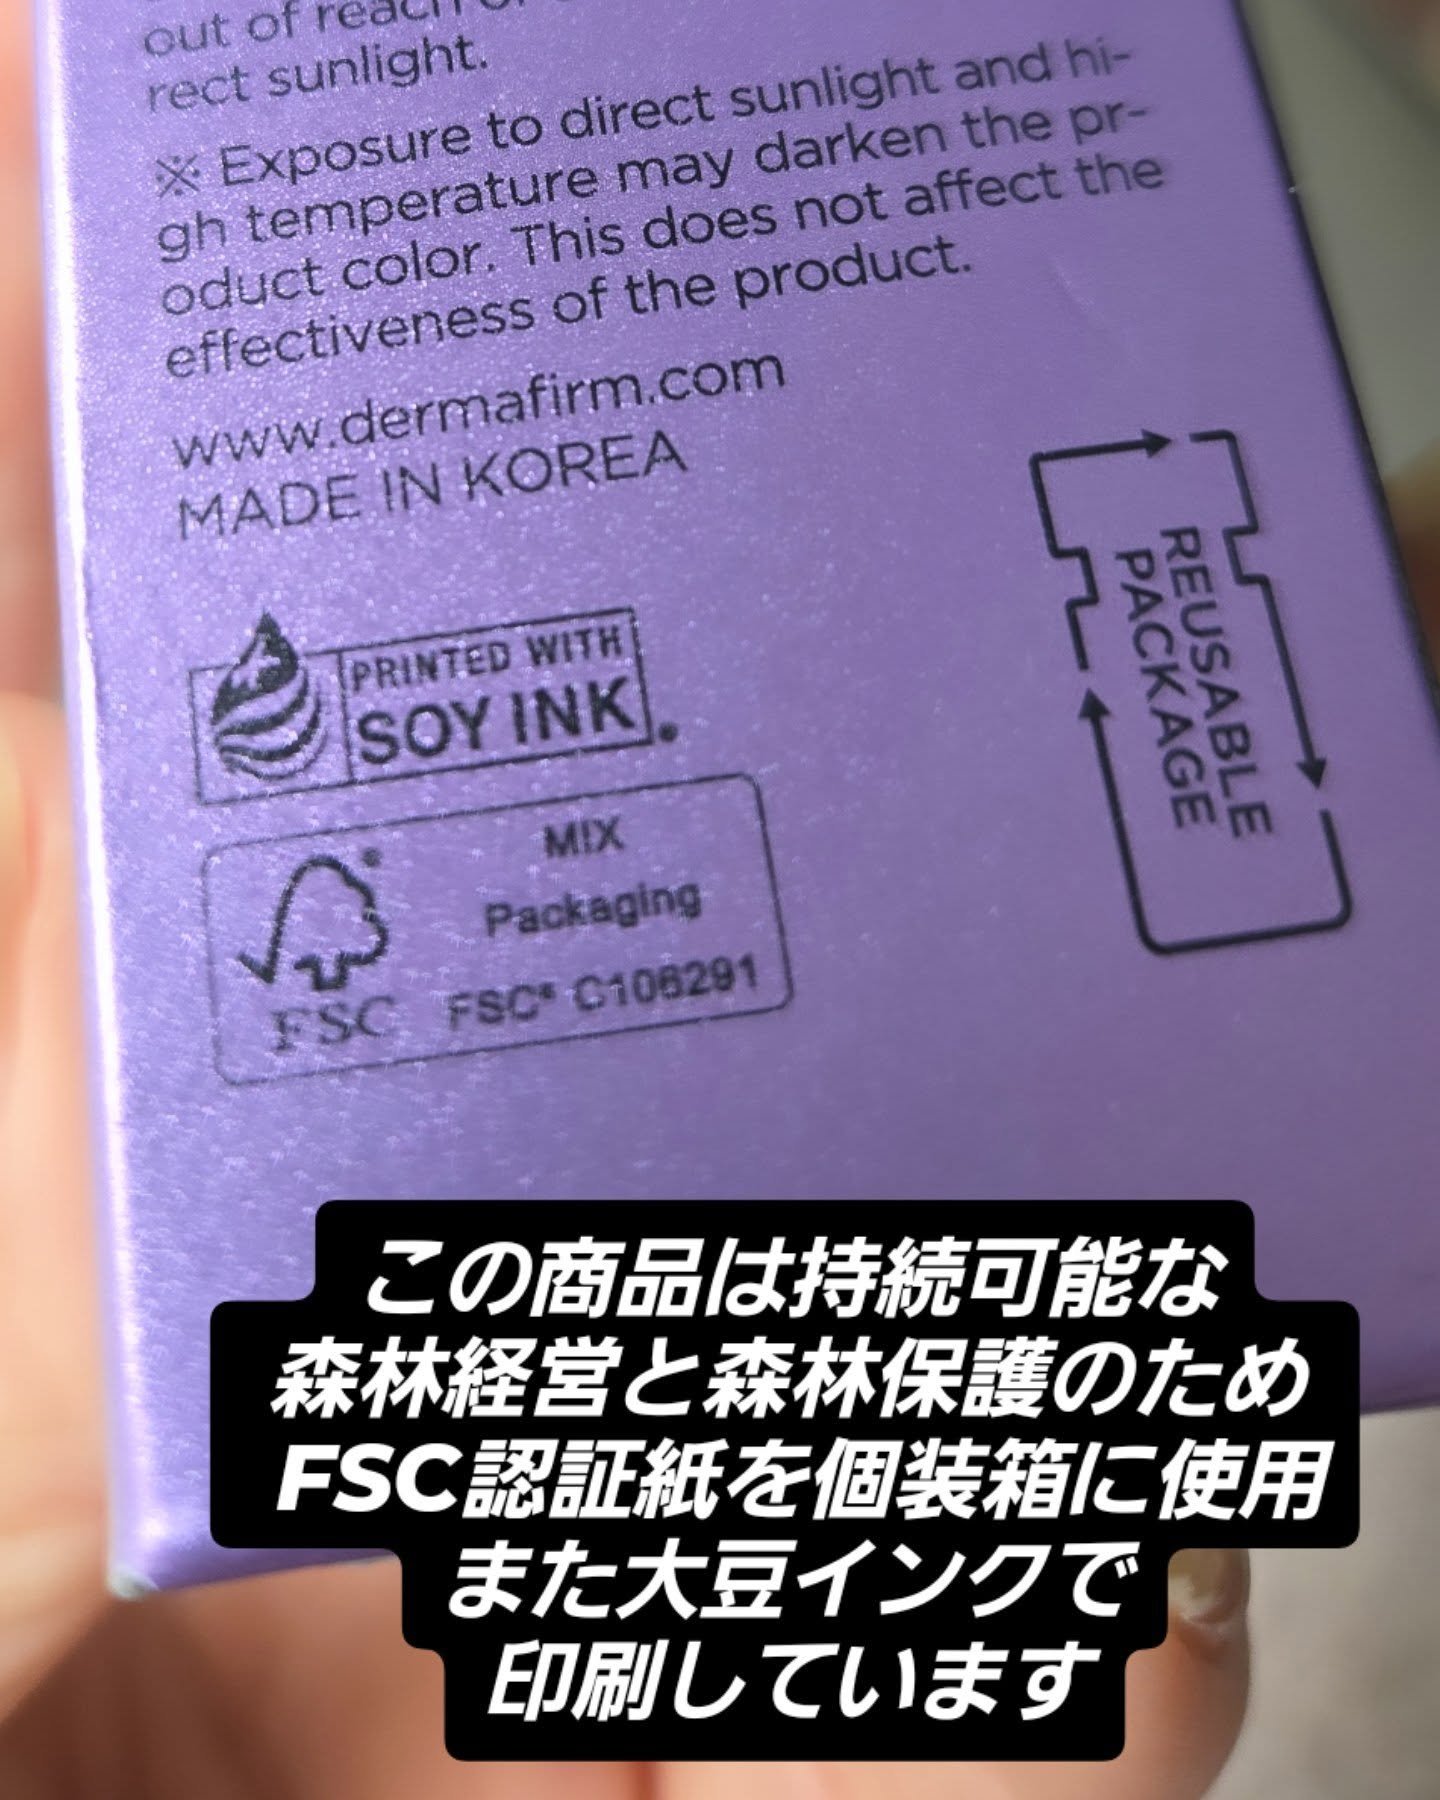 out of reach
rect sunlight.
※ Exposure to direct sunlight and hi-
gh temperature may darken the pr-
oduct color. This does not affect the
effectiveness of the product.
www.dermafirm.com
MADE IN KOREA
PRINTED WITH
SOY INK
REUSABLE
PACKAGE
MIX
Packaging
FSC® C106291
FSC
この商品は持続可能な
森林経営と森林保護のため
FSC認証紙を個装箱に使用
また大豆インクで
印刷しています